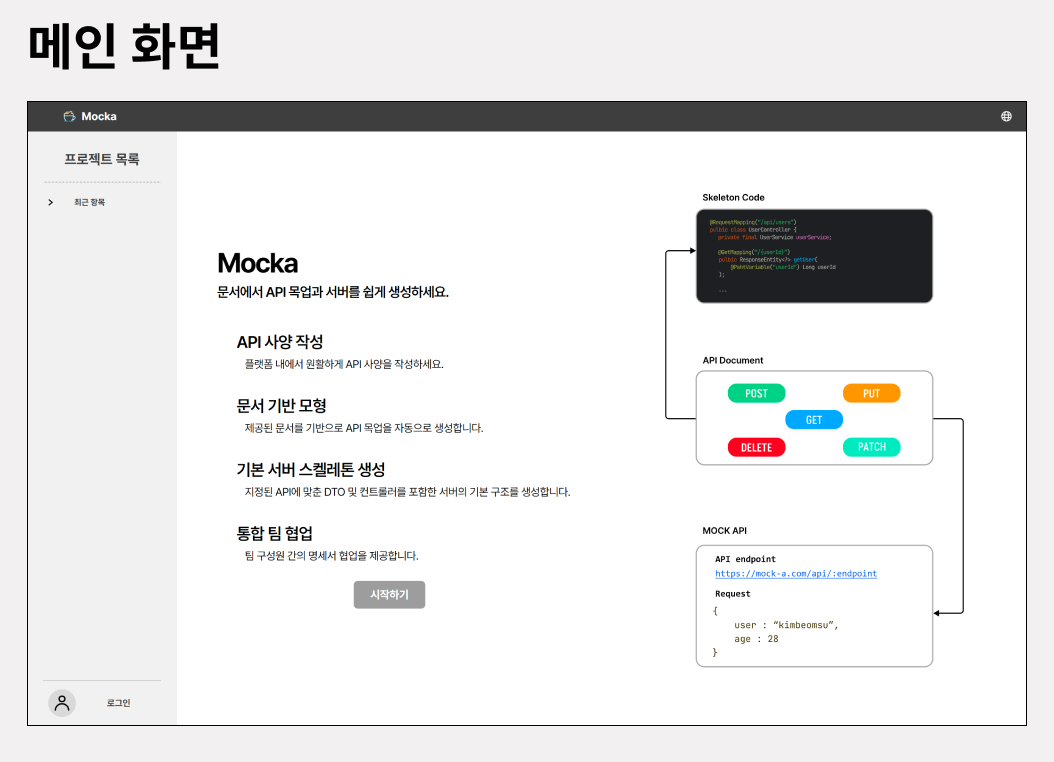 메인 화면
Mocka
프로젝트 목록
최근 항목
로그인
Mocka
문서에서 API 목업과 서버를 쉽게 생성하세요.
API 사양 작성
플랫폼 내에서 원활하게 API 사양을 작성하세요.
문서 기반 모형
제공된 문서를 기반으로 API 목업을 자동으로 생성합니다.
기본 서버 스켈레톤 생성
지정된 API에 맞춘 DTO 및 컨트롤러를 포함한 서버의 기본 구조를 생성합니다.
통합 팀 협업
팀 구성원 간의 명세서 협업을 제공합니다.
시작하기
Skeleton Code
@RequestMapping("/api/users")
pulbic class UserController {
private final UserService userService;
@GetMapping("/{userId}")
pulbic ResponseEntity<?> getUser(
@PahtVariable("userId") Long userId
);
...
API Document
POST
PUT
GET
DELETE
PATCH
MOCK API
API endpoint
https://mock-a.com/api/:endpoint
Request
{
user : “kimbeomsu”,
age : 28
}